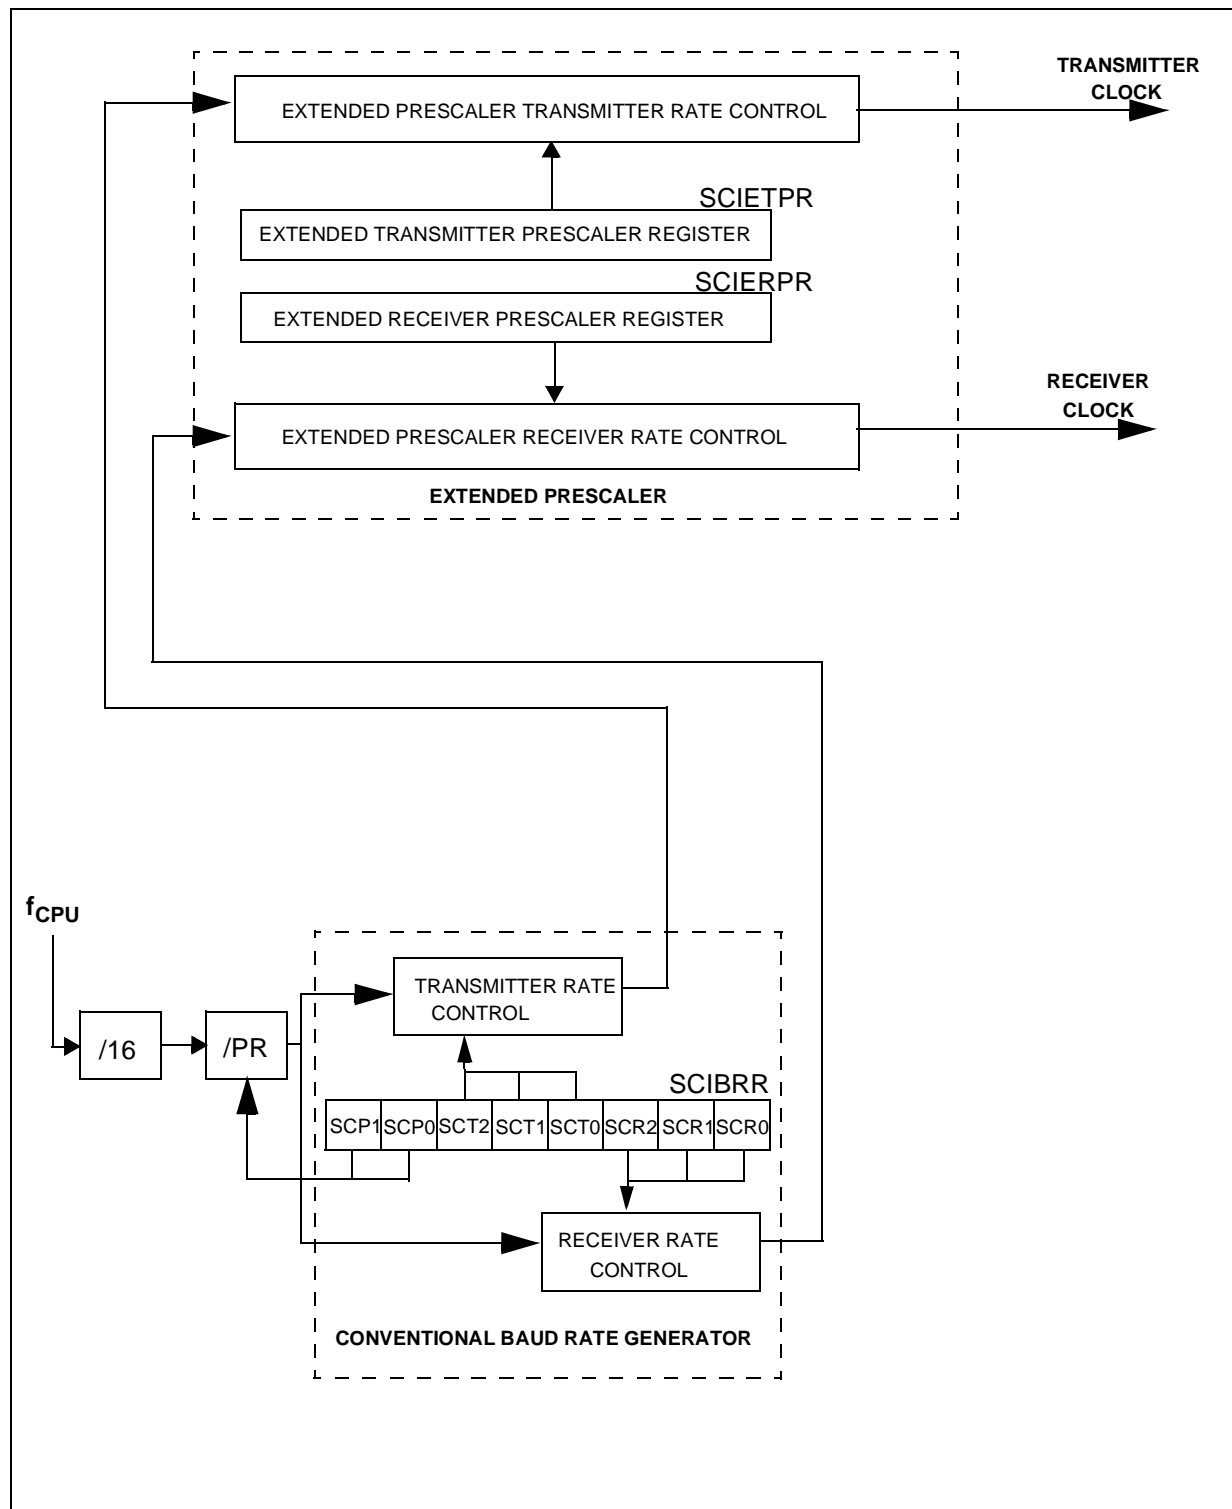 TRANSMITTER
CLOCK
EXTENDED PRESCALER TRANSMITTER RATE CONTROL
SCIETPR
EXTENDED TRANSMITTER PRESCALER REGISTER
SCIERPR
EXTENDED RECEIVER PRESCALER REGISTER
RECEIVER
CLOCK
EXTENDED PRESCALER RECEIVER RATE CONTROL
EXTENDED PRESCALER
fCPU
TRANSMITTER RATE
CONTROL
/16
/PR
SCIBRR
SCP1 SCP0 SCT2 SCT1 SCT0 SCR2 SCR1 SCR0
RECEIVER RATE
CONTROL
CONVENTIONAL BAUD RATE GENERATOR